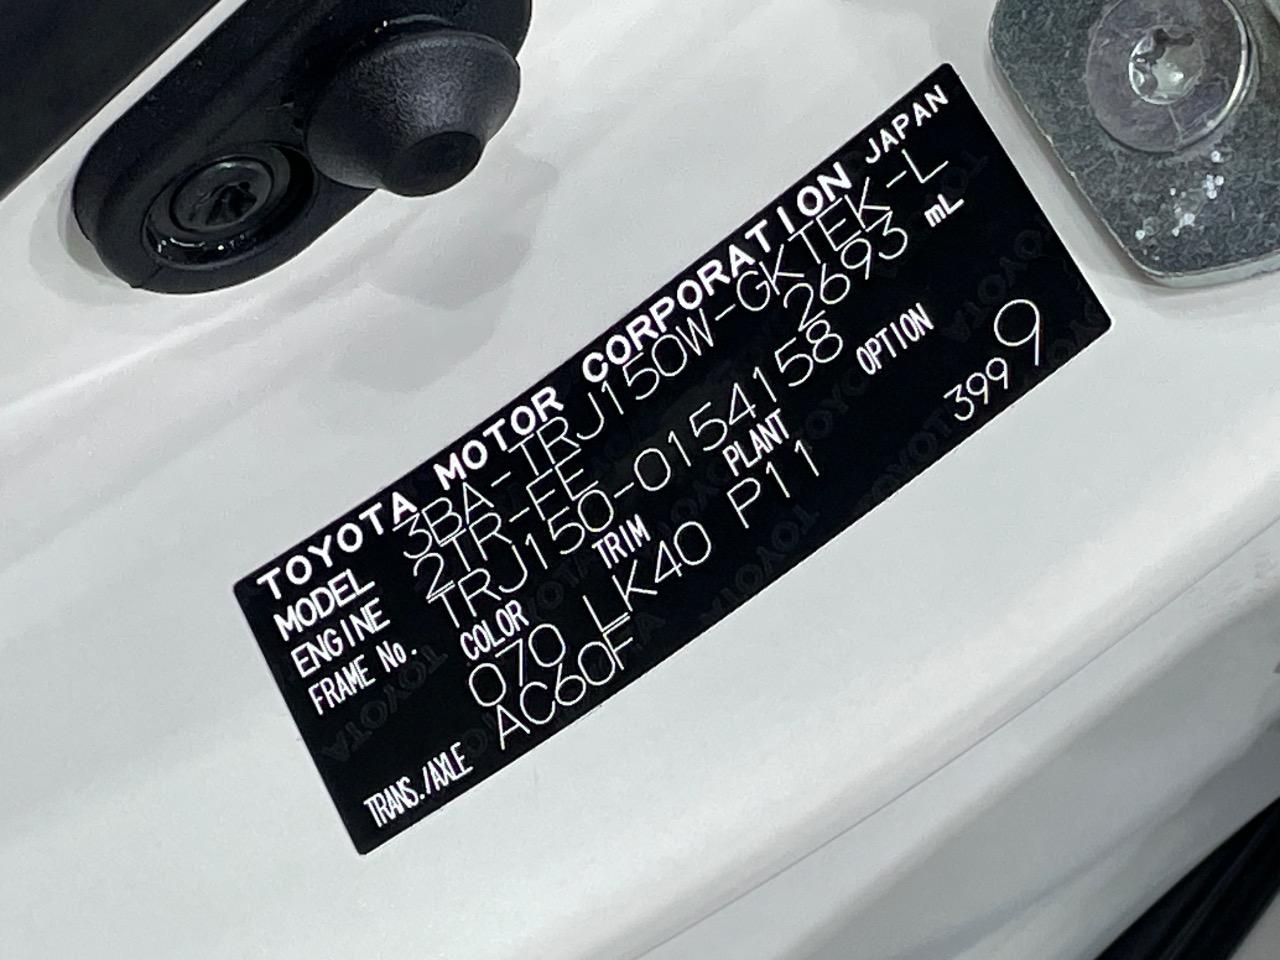 TOYOTA MOTOR CORPORATION JAPAN
MODEL 3BA-TRJ150W-GKTEK-L
ENGINE 2TR-FE 2693 mL
FRAME No. TRJ150-0154158
COLOR TRIM PLANT OPTION
070 LK40 P11 399 9
TRANS./AXLE AC60F